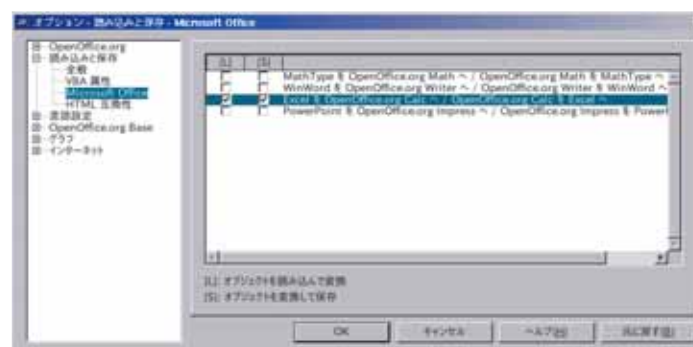 オプション - 読み込みと保存 - Microsoft Office
OpenOffice.org
読み込みと保存
全般
VBA 属性
Microsoft Office
HTML 互換性
言語設定
OpenOffice.org Base
グラフ
インターネット
[L] [S]
MathType を OpenOffice.org Math へ / OpenOffice.org Math を MathType へ
WinWord を OpenOffice.org Writer へ / OpenOffice.org Writer を WinWord へ
Excel を OpenOffice.org Calc へ / OpenOffice.org Calc を Excel へ
PowerPoint を OpenOffice.org Impress へ / OpenOffice.org Impress を Power
[L]: オブジェクトを読み込んで変換
[S]: オブジェクトを変換して保存
OK キャンセル ヘルプ(H) 元に戻す(B)